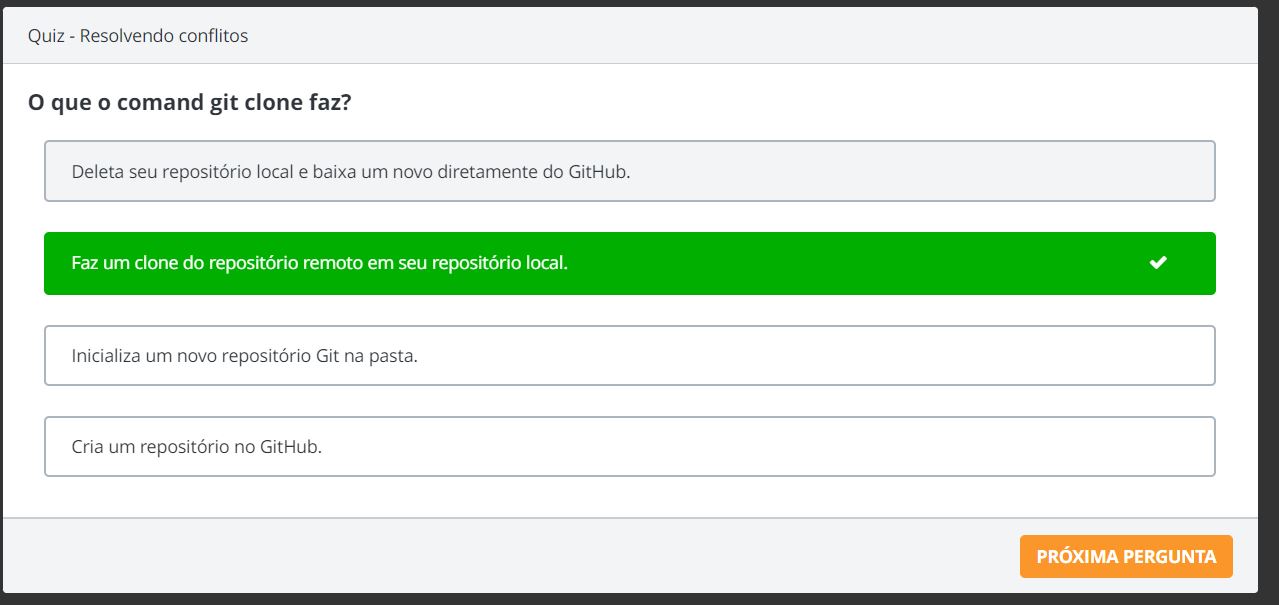 Quiz - Resolvendo conflitos
O que o comand git clone faz?
Deleta seu repositório local e baixa um novo diretamente do GitHub.
Faz um clone do repositório remoto em seu repositório local.
Inicializa um novo repositório Git na pasta.
Cria um repositório no GitHub.
PRÓXIMA PERGUNTA